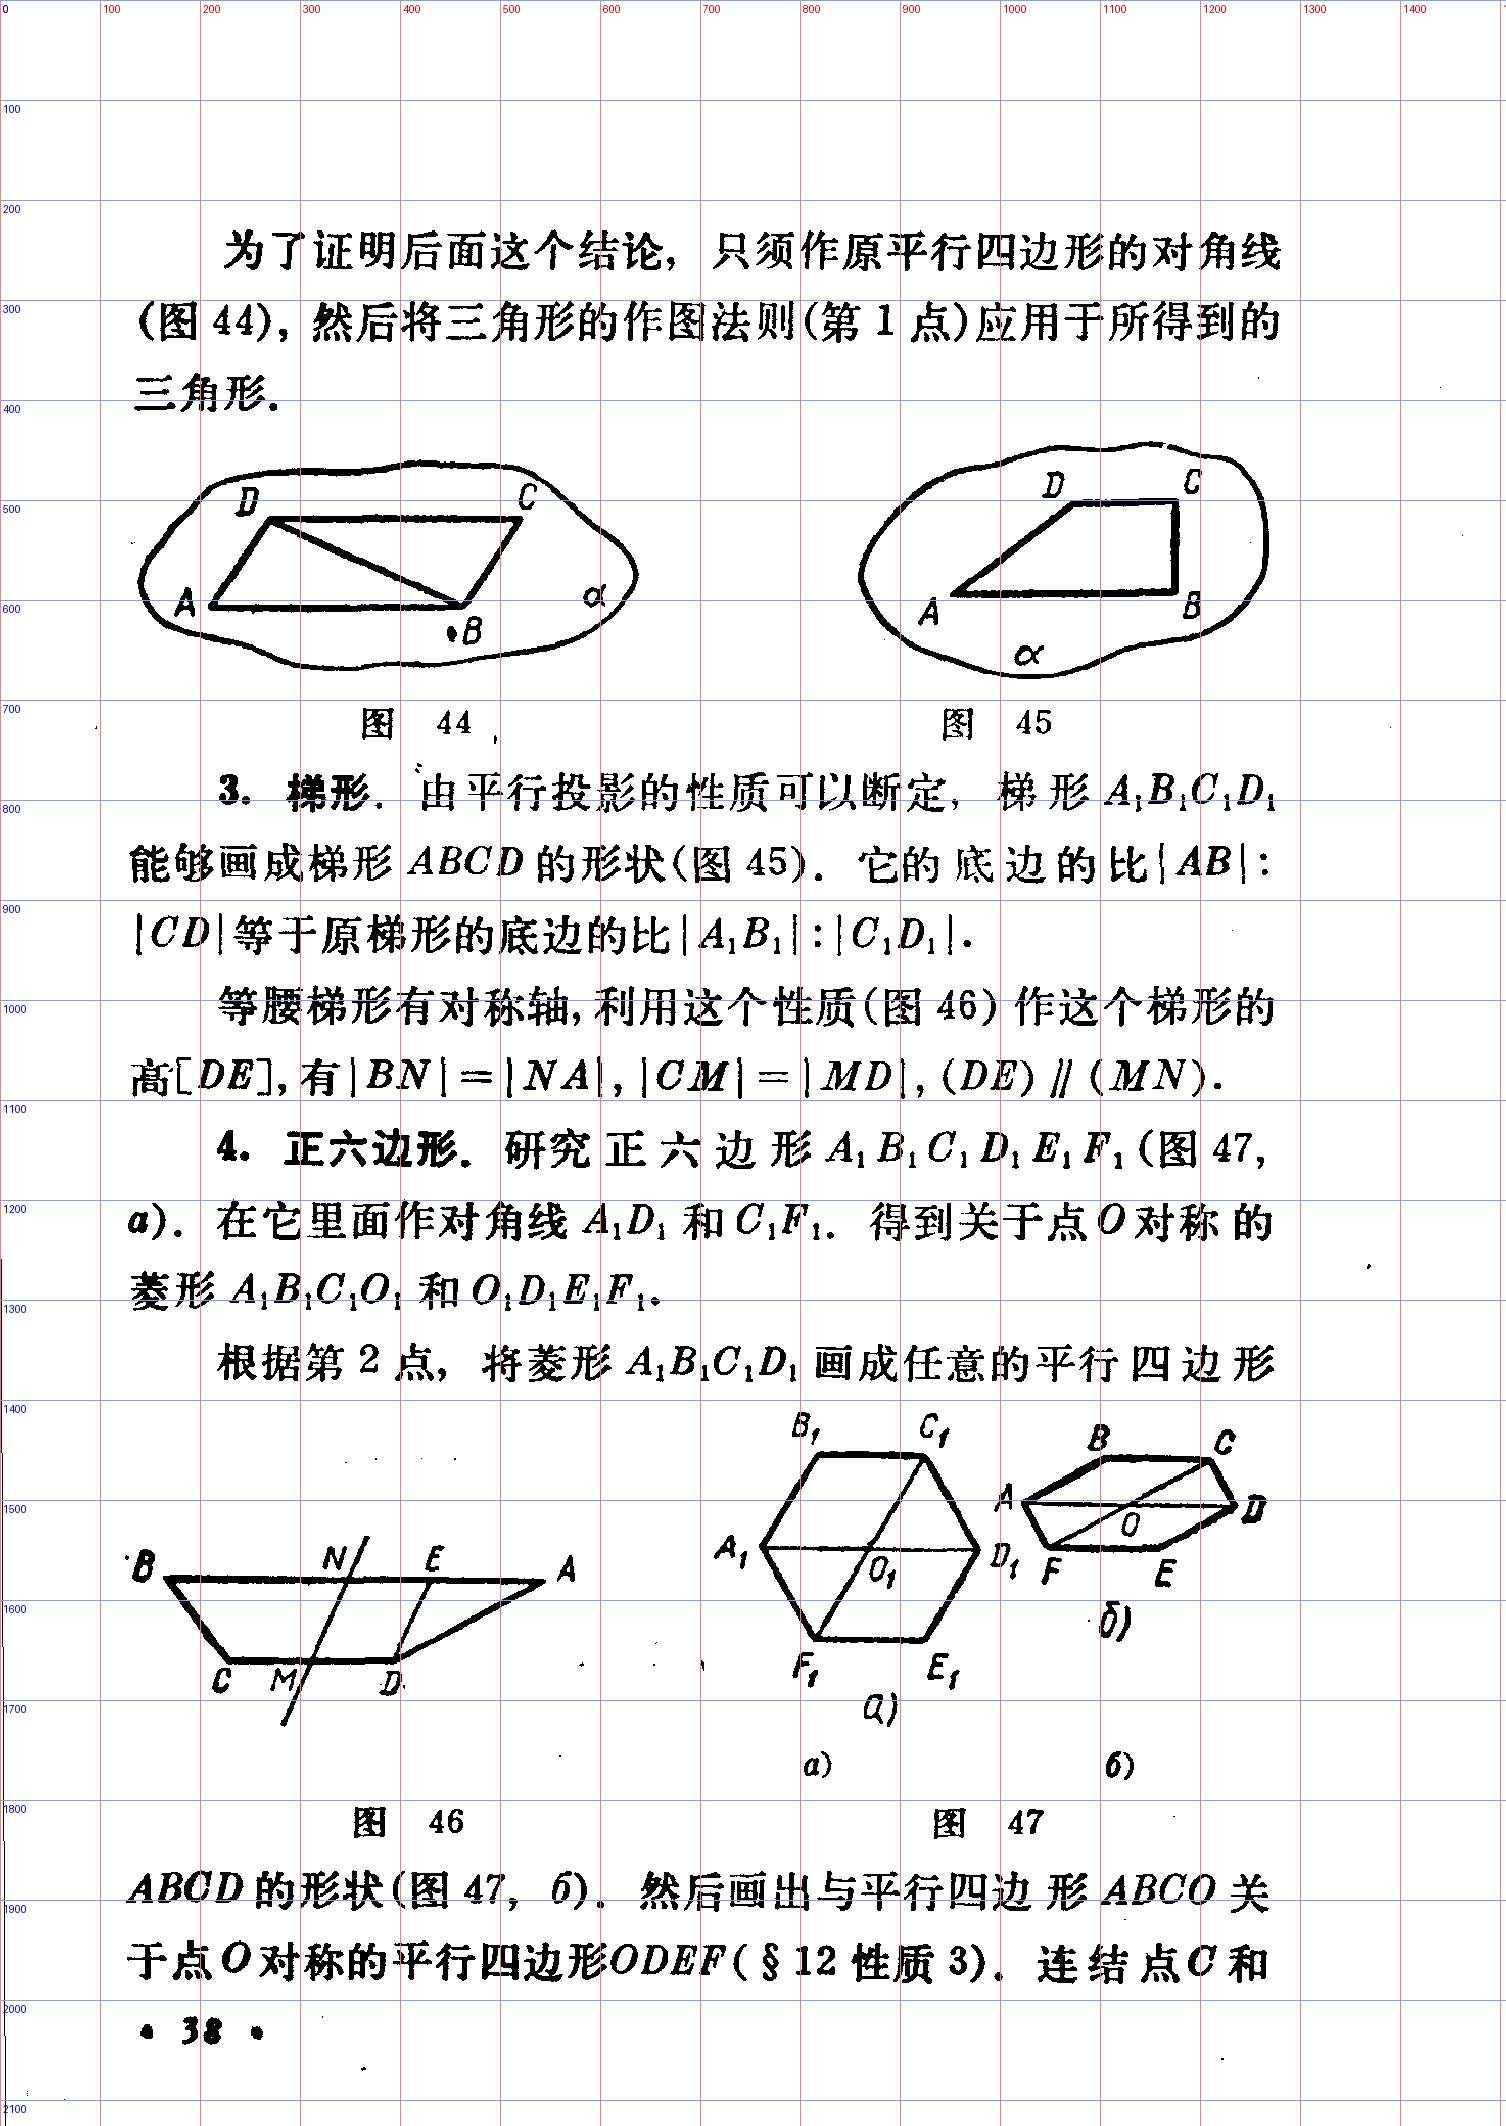 为了证明后面这个结论，只须作原平行四边形的对角线
(图 44)，然后将三角形的作图法则(第 1 点)应用于所得到的
三角形.
D C
A B α
D C
A B
α
图 44 图 45
3. 梯形. 由平行投影的性质可以断定，梯形 A₁B₁C₁D₁
能够画成梯形 ABCD 的形状(图 45). 它的底边的比|AB|:
|CD|等于原梯形的底边的比|A₁B₁|:|C₁D₁|.
等腰梯形有对称轴，利用这个性质(图 46) 作这个梯形的
高[DE]，有|BN|=|NA|，|CM|=|MD|，(DE)∥(MN).
4. 正六边形. 研究正六边形 A₁B₁C₁D₁E₁F₁(图 47，
a). 在它里面作对角线 A₁D₁ 和 C₁F₁. 得到关于点 O 对称的
菱形 A₁B₁C₁O₁ 和 O₁D₁E₁F₁.
根据第 2 点，将菱形 A₁B₁C₁D₁ 画成任意的平行四边形
B N E A
C M D
B₁ C₁
A₁ O₁ D₁
F₁ E₁
a)
B C
A O D
F E
б)
a) б)
图 46 图 47
ABCD 的形状(图 47，б). 然后画出与平行四边形 ABCO 关
于点 O 对称的平行四边形ODEF(§12 性质 3). 连结点 C 和
• 38 •